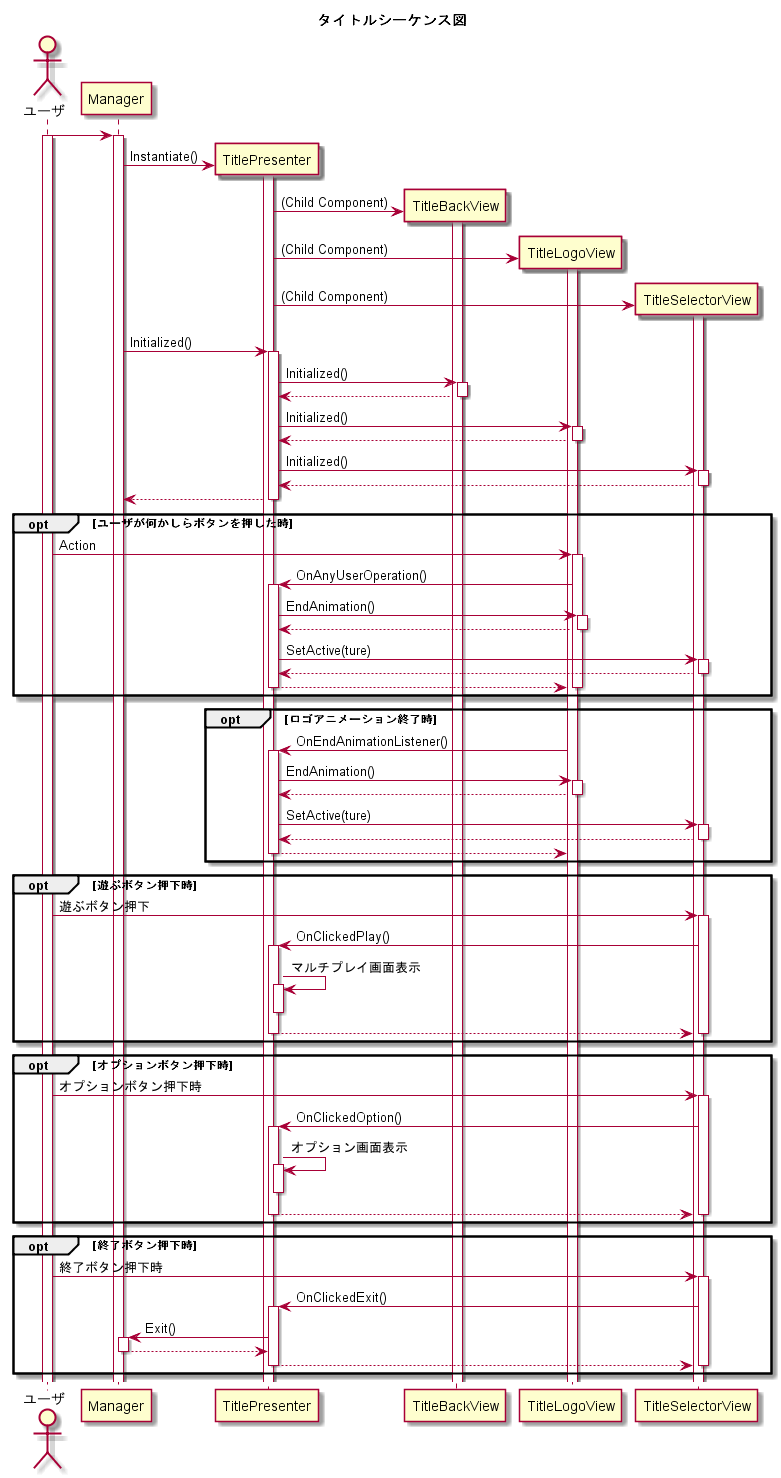 タイトルシーケンス図
ユーザ
Manager
Instantiate()
TitlePresenter
(Child Component)
TitleBackView
(Child Component)
TitleLogoView
(Child Component)
TitleSelectorView
Initialized()
Initialized()
Initialized()
Initialized()
opt [ユーザが何かしらボタンを押した時]
Action
OnAnyUserOperation()
EndAnimation()
SetActive(ture)
opt [ロゴアニメーション終了時]
OnEndAnimationListener()
EndAnimation()
SetActive(ture)
opt [遊ぶボタン押下時]
遊ぶボタン押下
OnClickedPlay()
マルチプレイ画面表示
opt [オプションボタン押下時]
オプションボタン押下時
OnClickedOption()
オプション画面表示
opt [終了ボタン押下時]
終了ボタン押下時
OnClickedExit()
Exit()
ユーザ Manager TitlePresenter TitleBackView TitleLogoView TitleSelectorView